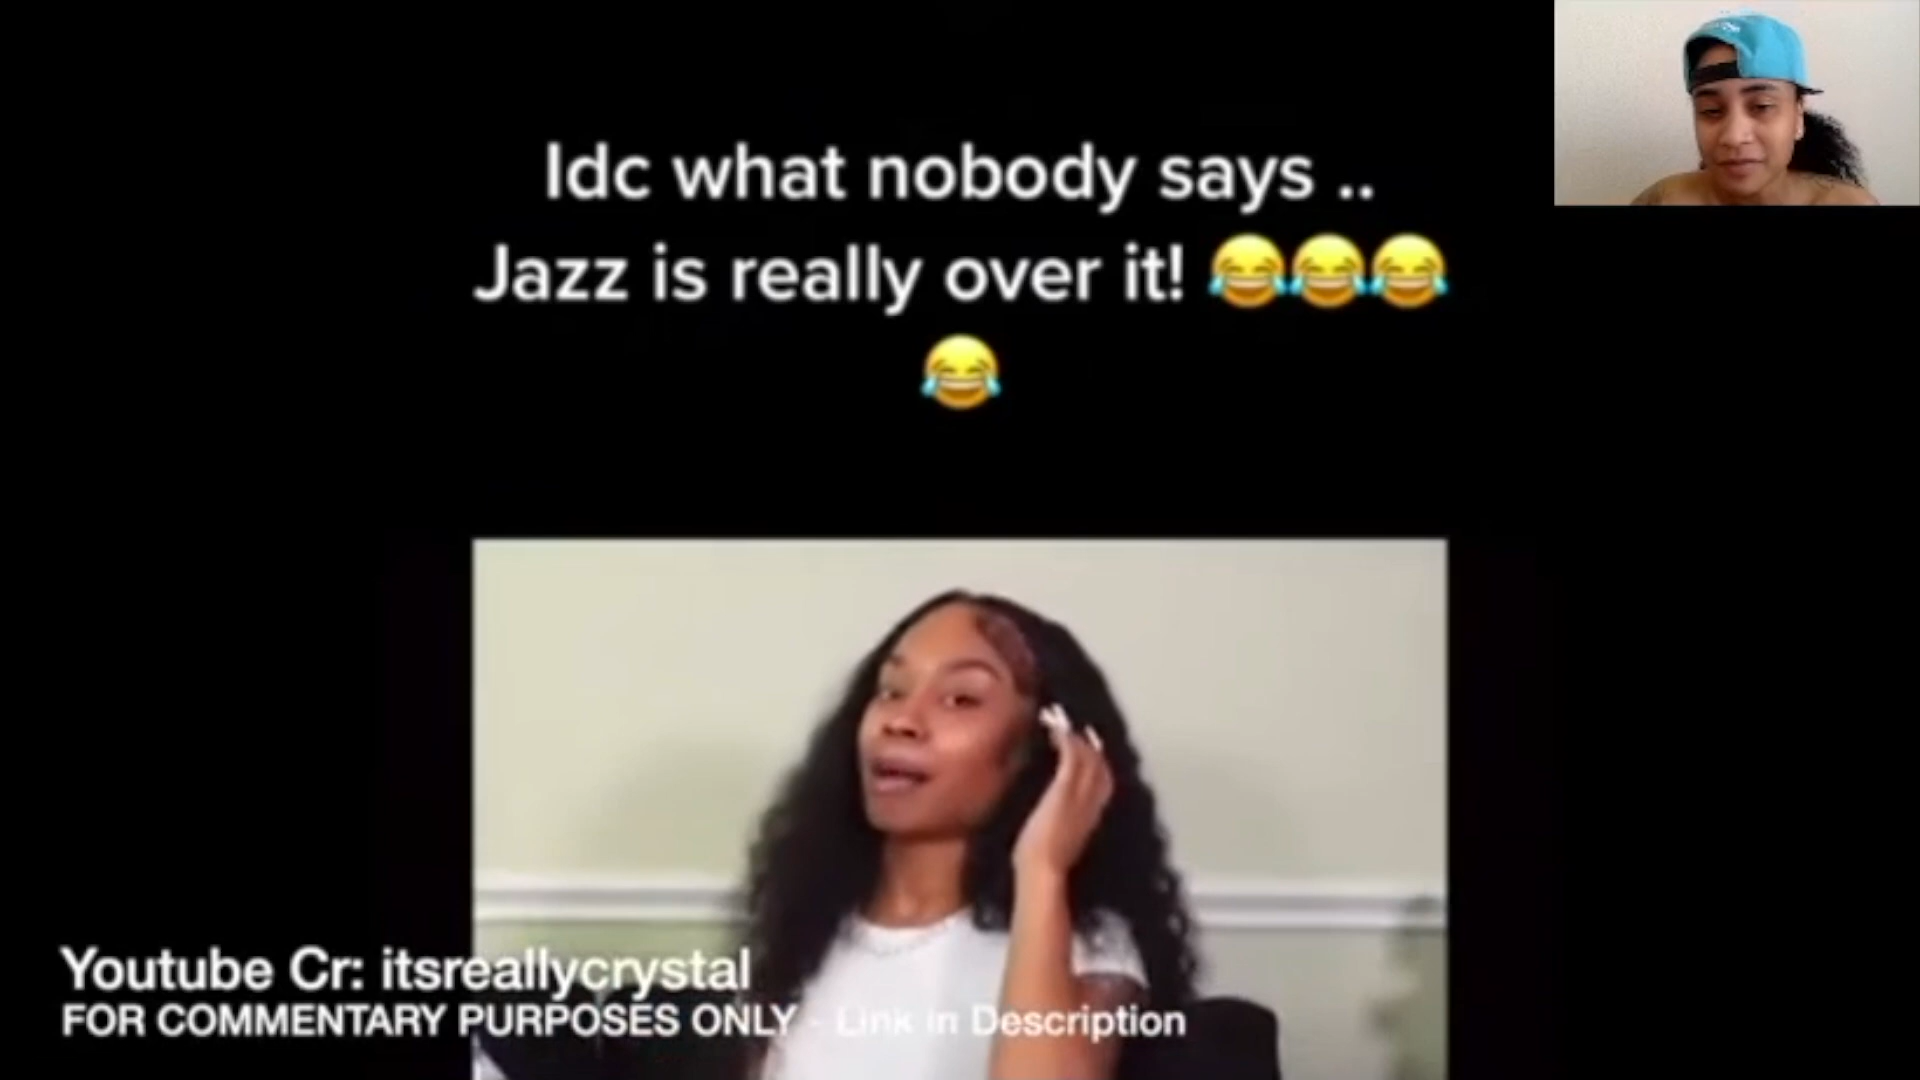 Idc what nobody says ..
Jazz is really over it! 😂😂😂
😂
Youtube Cr: itsreallycrystal
FOR COMMENTARY PURPOSES ONLY - Link in Description